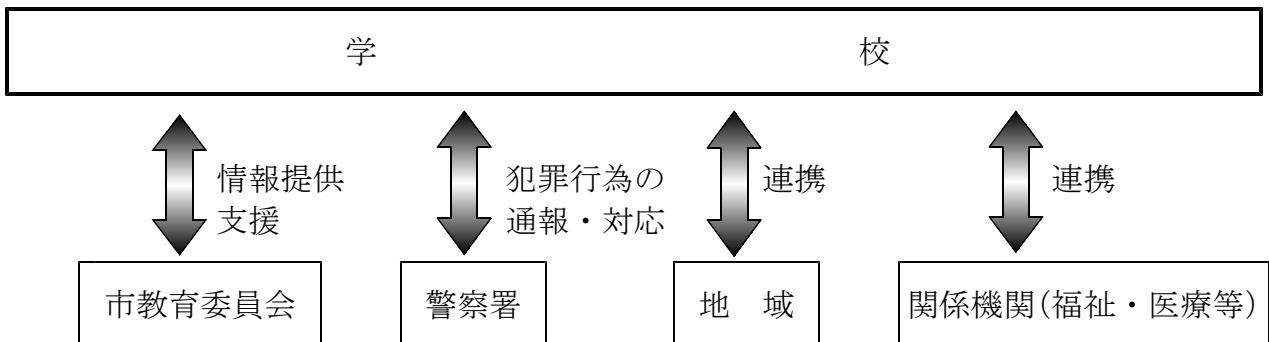 学校
情報提供
支援
犯罪行為の
通報・対応
連携
連携
市教育委員会
警察署
地域
関係機関(福祉・医療等)